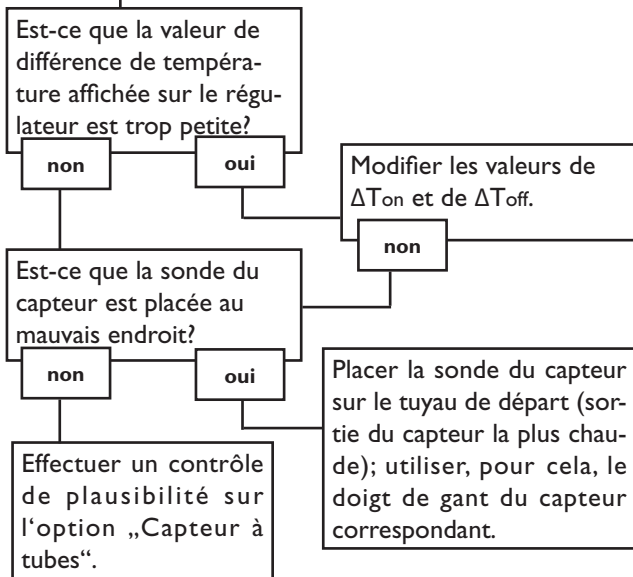 Est-ce que la valeur de
différence de tempéra-
ture affichée sur le régu-
lateur est trop petite?
non
oui
Modifier les valeurs de
ΔTon et de ΔToff.
non
Est-ce que la sonde du
capteur est placée au
mauvais endroit?
non
oui
Placer la sonde du capteur
sur le tuyau de départ (sor-
tie du capteur la plus chau-
de); utiliser, pour cela, le
doigt de gant du capteur
correspondant.
Effectuer un contrôle
de plausibilité sur
l‘option „Capteur à
tubes“.